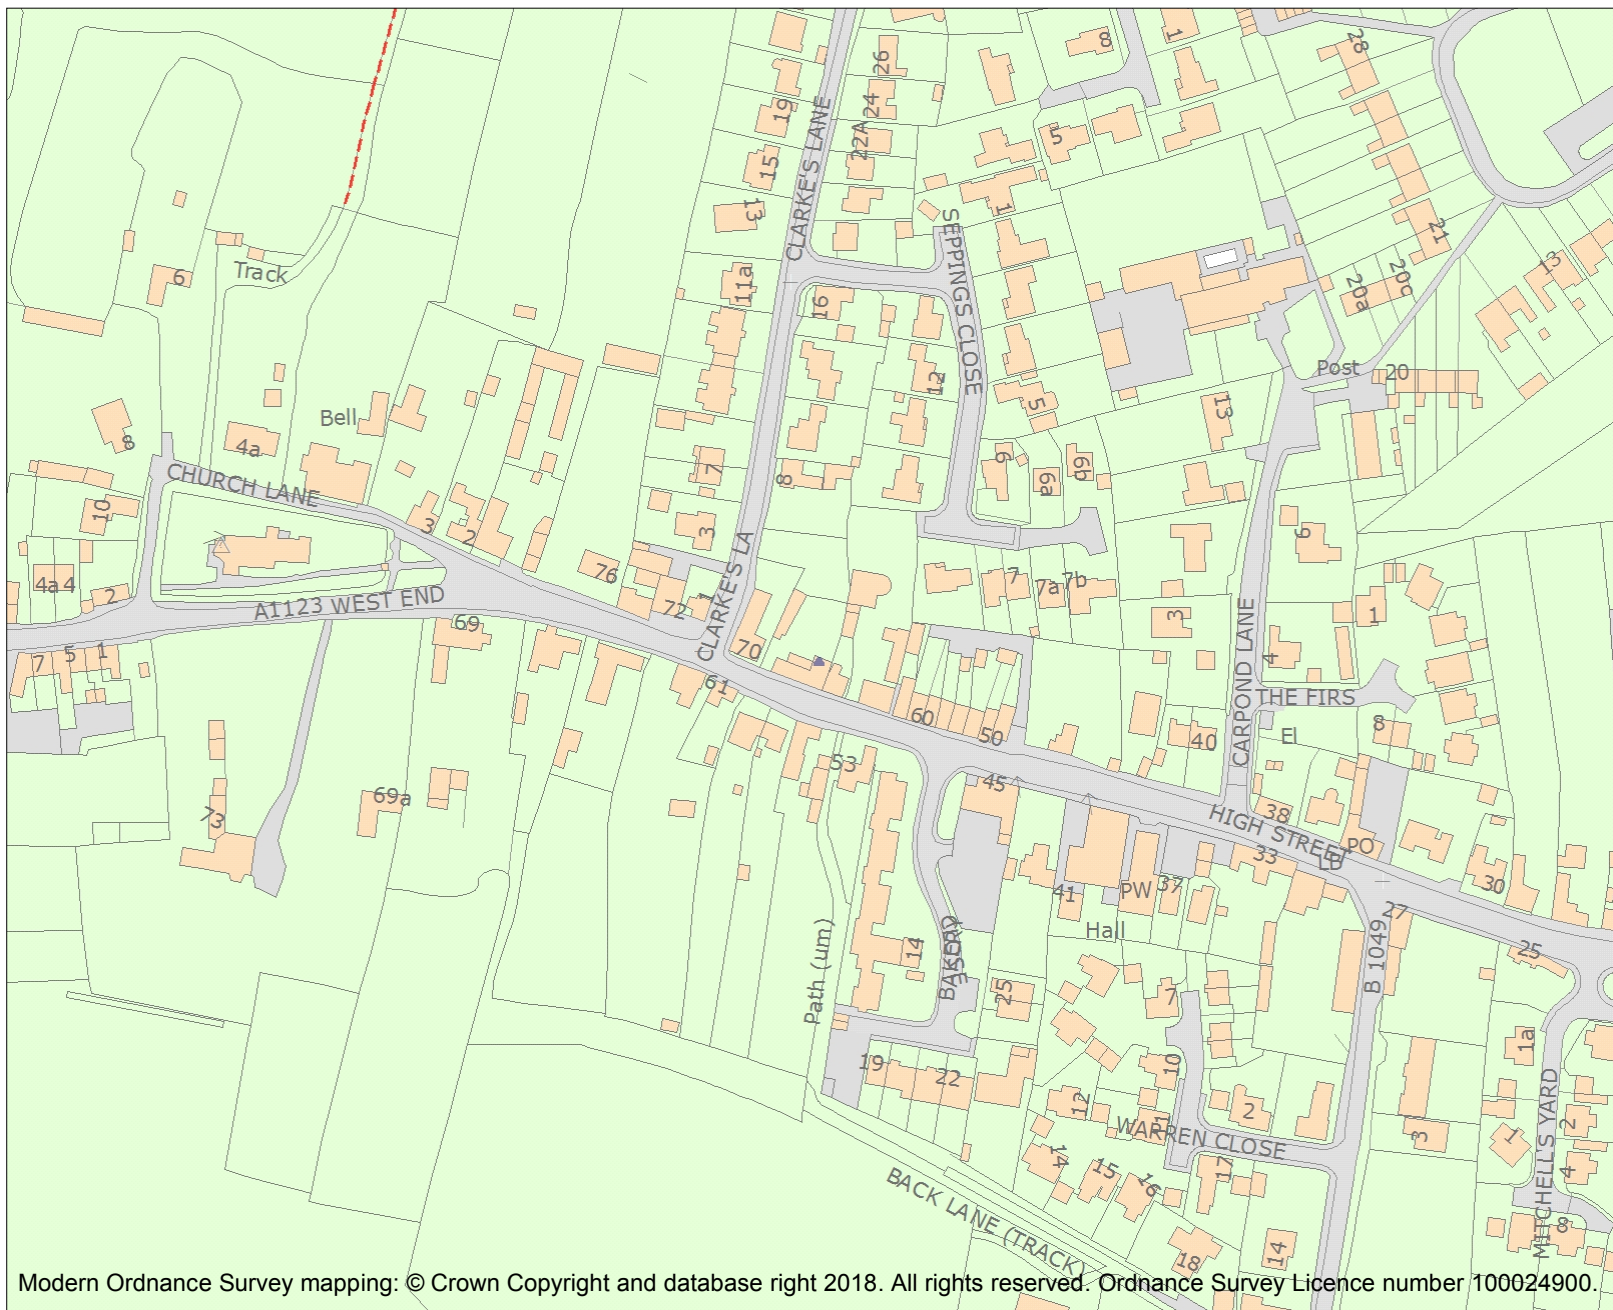 26
8
1
28
19
24
CLARKE'S LANE
22A
5
15
13
1
SEPPINGS CLOSE
21
6
Track
11a
16
20a
20c
13
Post
20
12
5
13
Bell
8
4a
CHURCH LANE
10
7
8
6
6a
6b
3
2
3
9
4a 4
2
A1123 WEST END
76
72
1
CLARKE'S LA
7
7a
7b
3
1
69
7
5
1
70
61
4
CARPOND LANE
THE FIRS
60
50
40
El
8
53
45
69a
73
38
HIGH STREET
PO
LB
33
30
41
PW
37
Hall
27
25
B 1049
14
Path (um)
25
7
1a
19
22
10
12
11
2
WARREN CLOSE
3
1
2
4
MITCHELL'S YARD
14
15
16
17
BACK LANE (TRACK)
18
14
8
Modern Ordnance Survey mapping: © Crown Copyright and database right 2018. All rights reserved. Ordnance Survey Licence number 100024900.